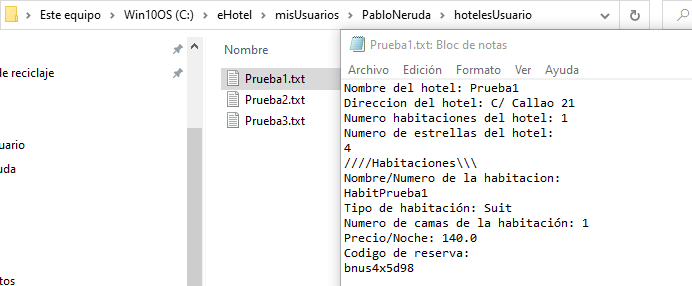 Este equipo > Win10OS (C:) > eHotel > misUsuarios > PabloNeruda > hotelesUsuario
Nombre
de reciclaje
Prueba1.txt
Prueba2.txt
Prueba3.txt
uario
uda
tos
Prueba1.txt: Bloc de notas
Archivo Edición Formato Ver Ayuda
Nombre del hotel: Prueba1
Direccion del hotel: C/ Callao 21
Numero habitaciones del hotel: 1
Numero de estrellas del hotel:
4
////Habitaciones\\\
Nombre/Numero de la habitacion:
HabitPrueba1
Tipo de habitación: Suit
Numero de camas de la habitación: 1
Precio/Noche: 140.0
Codigo de reserva:
bnus4x5d98